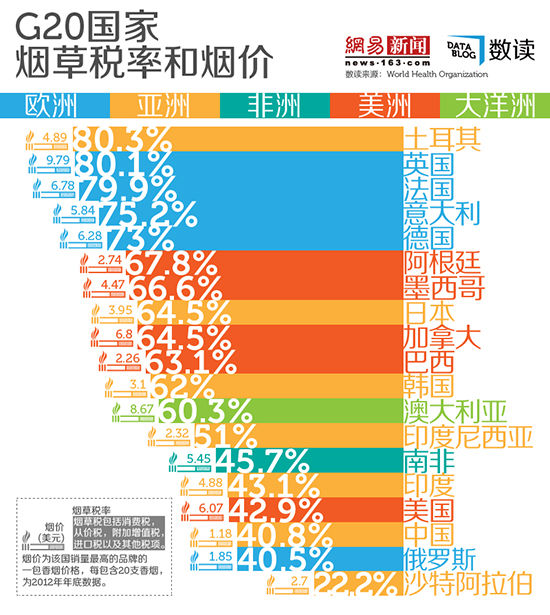 G20国家
烟草税率和烟价
網易 新闻
news·163.com
DATA BLOG 数读
数读来源：World Health Organization
欧洲 亚洲 非洲 美洲 大洋洲
4.89 80.3% 土耳其
9.79 80.1% 英国
6.78 79.9% 法国
5.84 75.2% 意大利
6.28 73% 德国
2.74 67.8% 阿根廷
4.47 66.6% 墨西哥
3.95 64.5% 日本
6.8 64.5% 加拿大
2.26 63.1% 巴西
3.1 62% 韩国
8.67 60.3% 澳大利亚
2.32 51% 印度尼西亚
5.45 45.7% 南非
4.88 43.1% 印度
6.07 42.9% 美国
1.18 40.8% 中国
1.85 40.5% 俄罗斯
2.7 22.2% 沙特阿拉伯
烟价
(美元)
烟草税率
烟草税包括消费税，
从价税，附加增值税，
进口税以及其他税项。
烟价为该国销量最高的品牌的
一包香烟价格，每包含20支香烟，
为2012年年底数据。